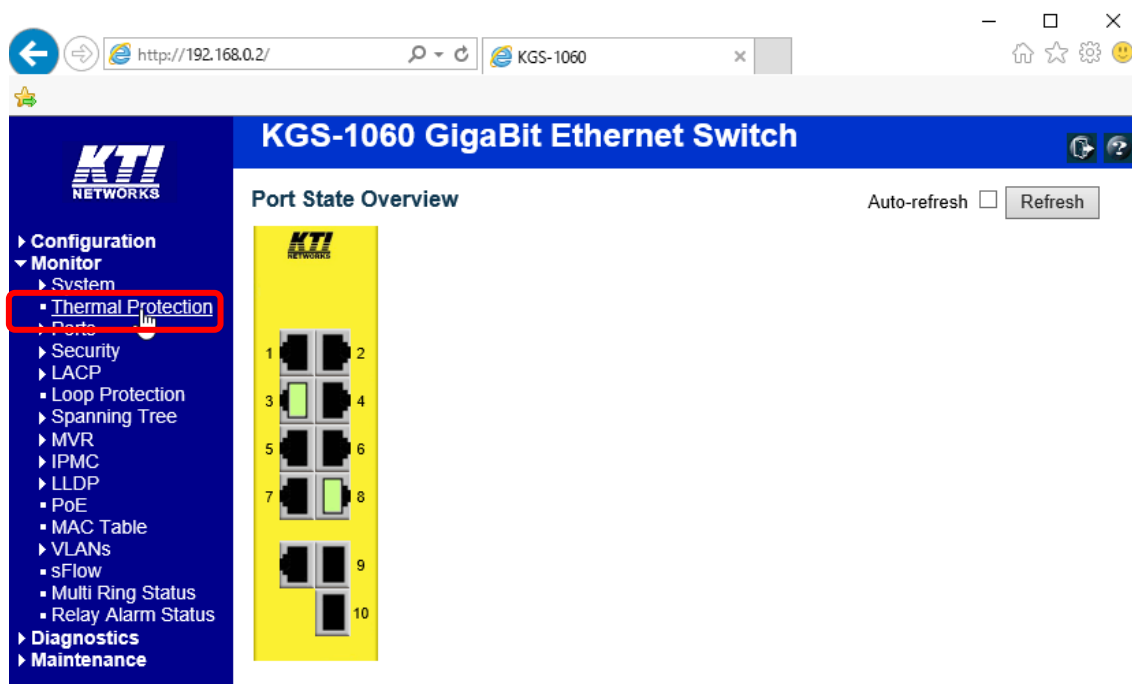 http://192.168.0.2/
KGS-1060
KTI
NETWORKS
KGS-1060 GigaBit Ethernet Switch
Port State Overview
Auto-refresh
Refresh
Configuration
Monitor
System
Thermal Protection
Ports
Security
LACP
Loop Protection
Spanning Tree
MVR
IPMC
LLDP
PoE
MAC Table
VLANs
sFlow
Multi Ring Status
Relay Alarm Status
Diagnostics
Maintenance
KTI
NETWORKS
1 2
3 4
5 6
7 8
9
10